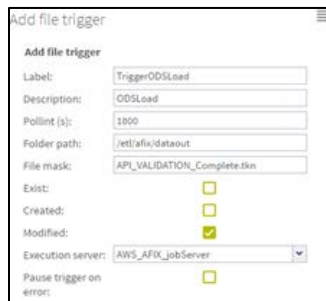 Add file trigger
Add file trigger
Label: TriggerODSLoad
Description: ODSLoad
Pollint (s): 1800
Folder path: /etl/afix/dataout
File mask: API_VALIDATION_Complete.tkn
Exist:
Created:
Modified:
Execution server: AWS_AFIX_jobServer
Pause trigger on
error: